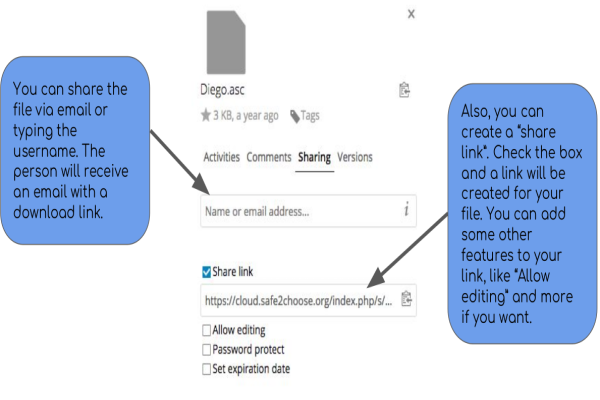 You can share the
file via email or
typing the
username. The
person will receive
an email with a
download link.
×
Diego.asc
3 KB, a year ago Tags
Activities Comments Sharing Versions
Name or email address... i
Share link
https://cloud.safe2choose.org/index.php/s/...
Allow editing
Password protect
Set expiration date
Also, you can
create a "share
link". Check the box
and a link will be
created for your
file. You can add
some other
features to your
link, like "Allow
editing" and more
if you want.